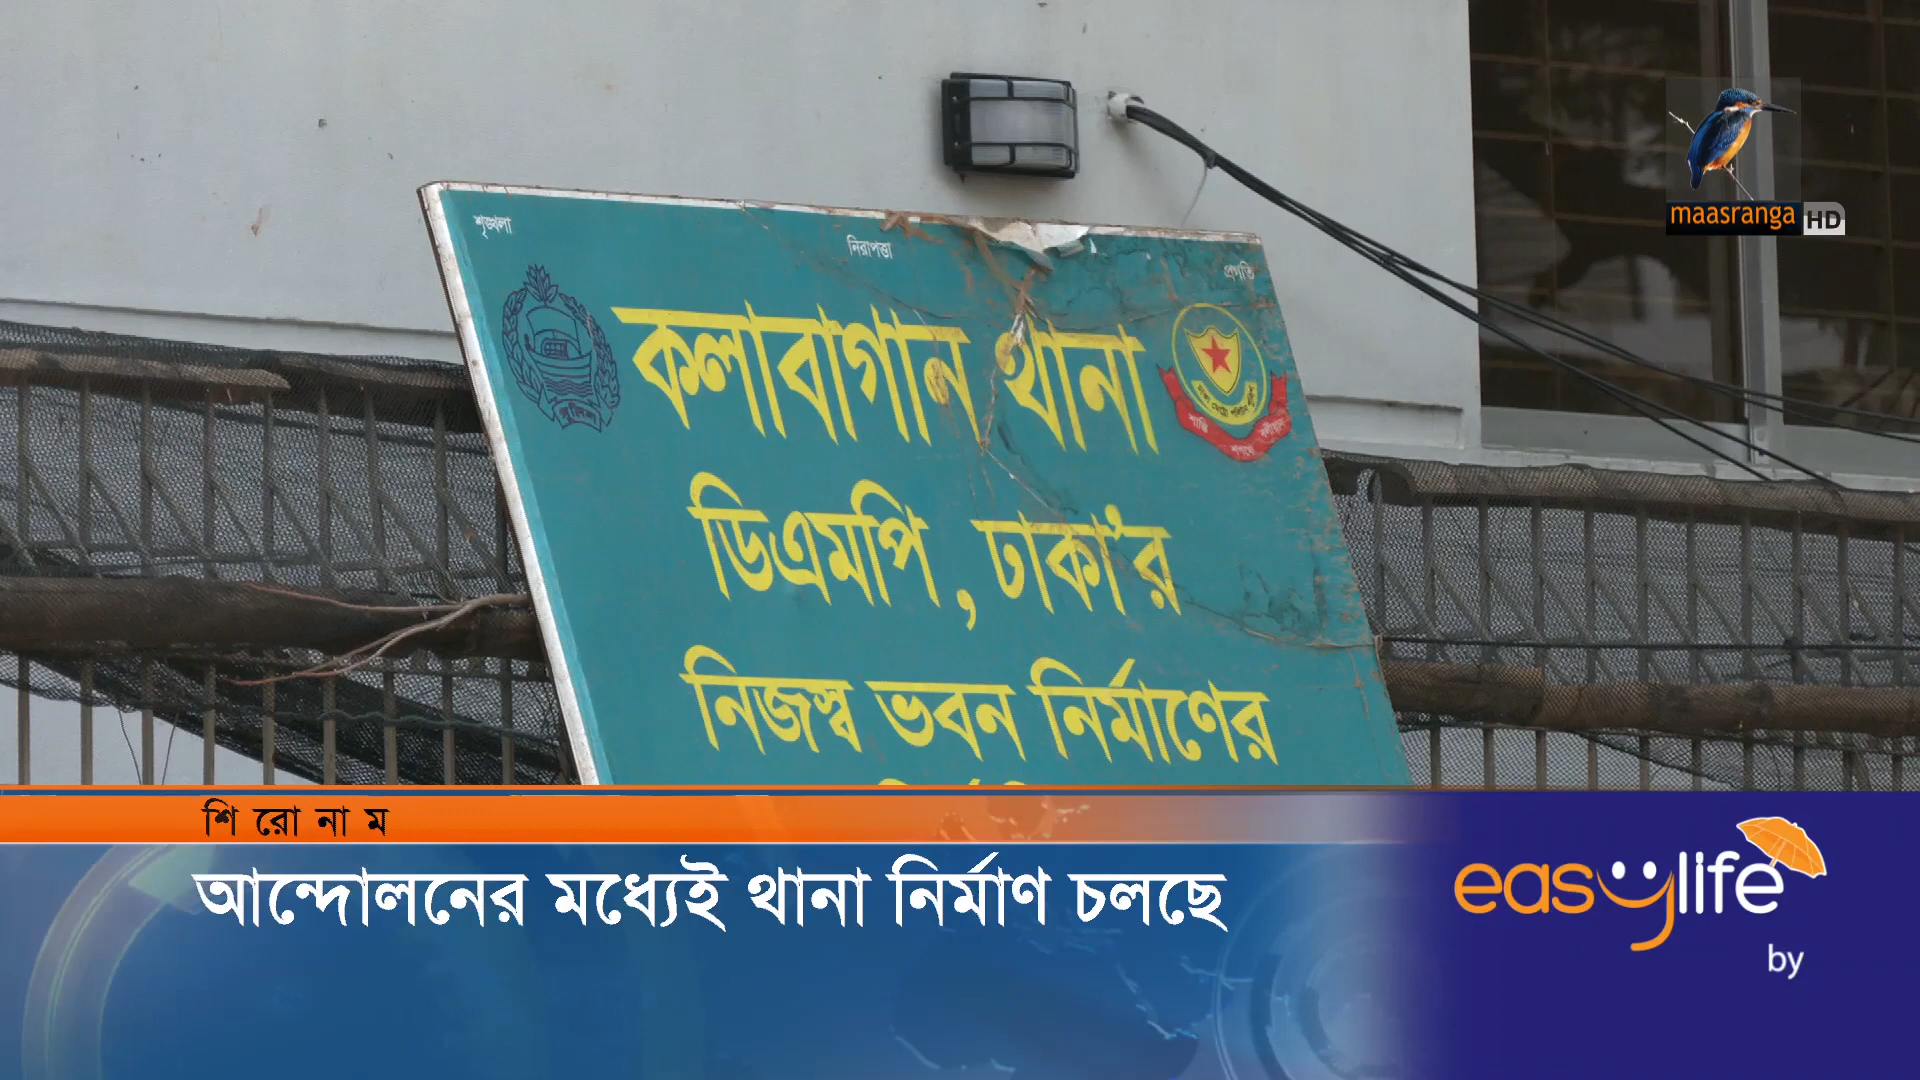 maasranga HD
শৃঙ্খলা
নিরাপত্তা
প্রগতি
কলাবাগান থানা
পুলিশ
ডিএমপি, ঢাকা'র
নিজস্ব ভবন নির্মাণের
শিরোনাম
আন্দোলনের মধ্যেই থানা নির্মাণ চলছে
easylife
by